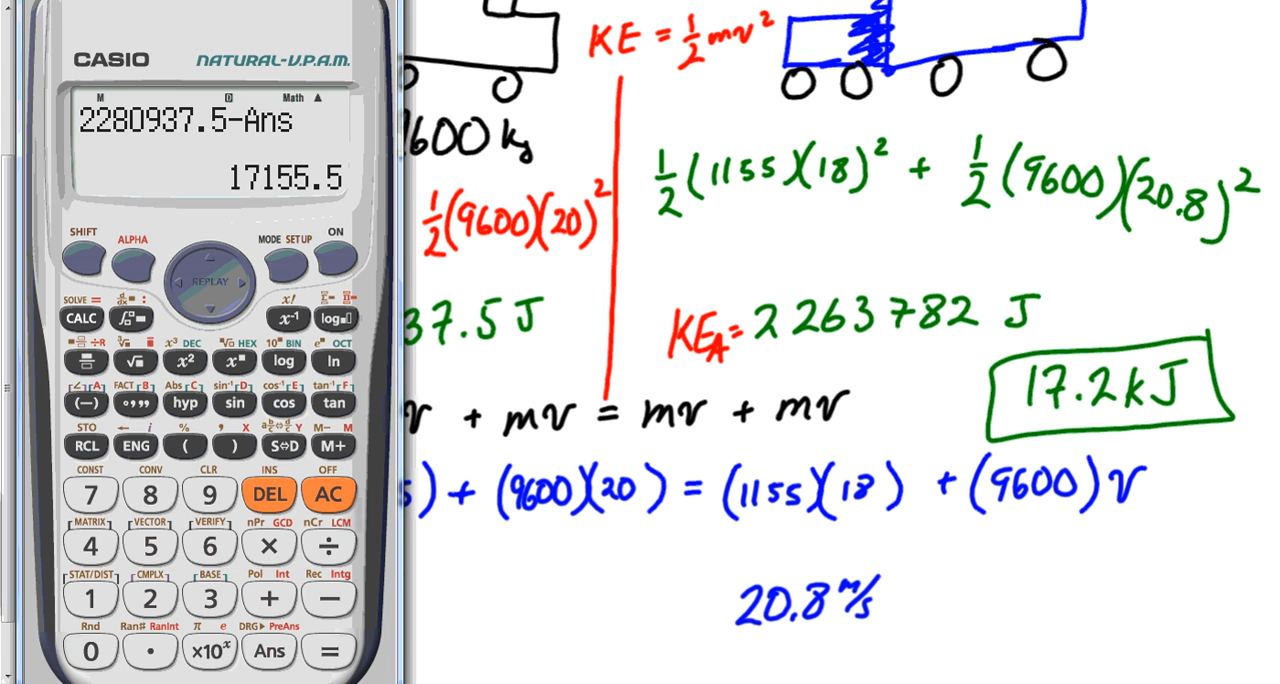 CASIO NATURAL-V.P.A.M.
M D Math ▲
2280937.5-Ans
17155.5
SHIFT ALPHA MODE SETUP ON
REPLAY
SOLVE = d/dx : x! Σ Π
CALC ∫ x⁻¹ log
÷R ³√ x³ DEC ˣ√ HEX 10ˣ BIN eˣ OCT
√ x² xˣ log ln
∠ A FACT B Abs C sin⁻¹ D cos⁻¹ E tan⁻¹ F
(−) °,,, hyp sin cos tan
STO ← i % , X a b/c⇔d/c Y M− M
RCL ENG ( ) S⇔D M+
CONST CONV CLR INS OFF
7 8 9 DEL AC
MATRIX VECTOR VERIFY nPr GCD nCr LCM
4 5 6 × ÷
STAT/DIST CMPLX BASE Pol Int Rec Intg
1 2 3 + −
Rnd Ran# RanInt π e DRG▶ PreAns
0 . ×10ˣ Ans =
KE = ½mv²
600 kg
½(9600)(20)²
½(1155)(18)² + ½(9600)(20.8)²
37.5 J
KE_A = 2263782 J
17.2kJ
v + mv = mv + mv
) + (9600)(20) = (1155)(18) + (9600)v
20.8 m/s